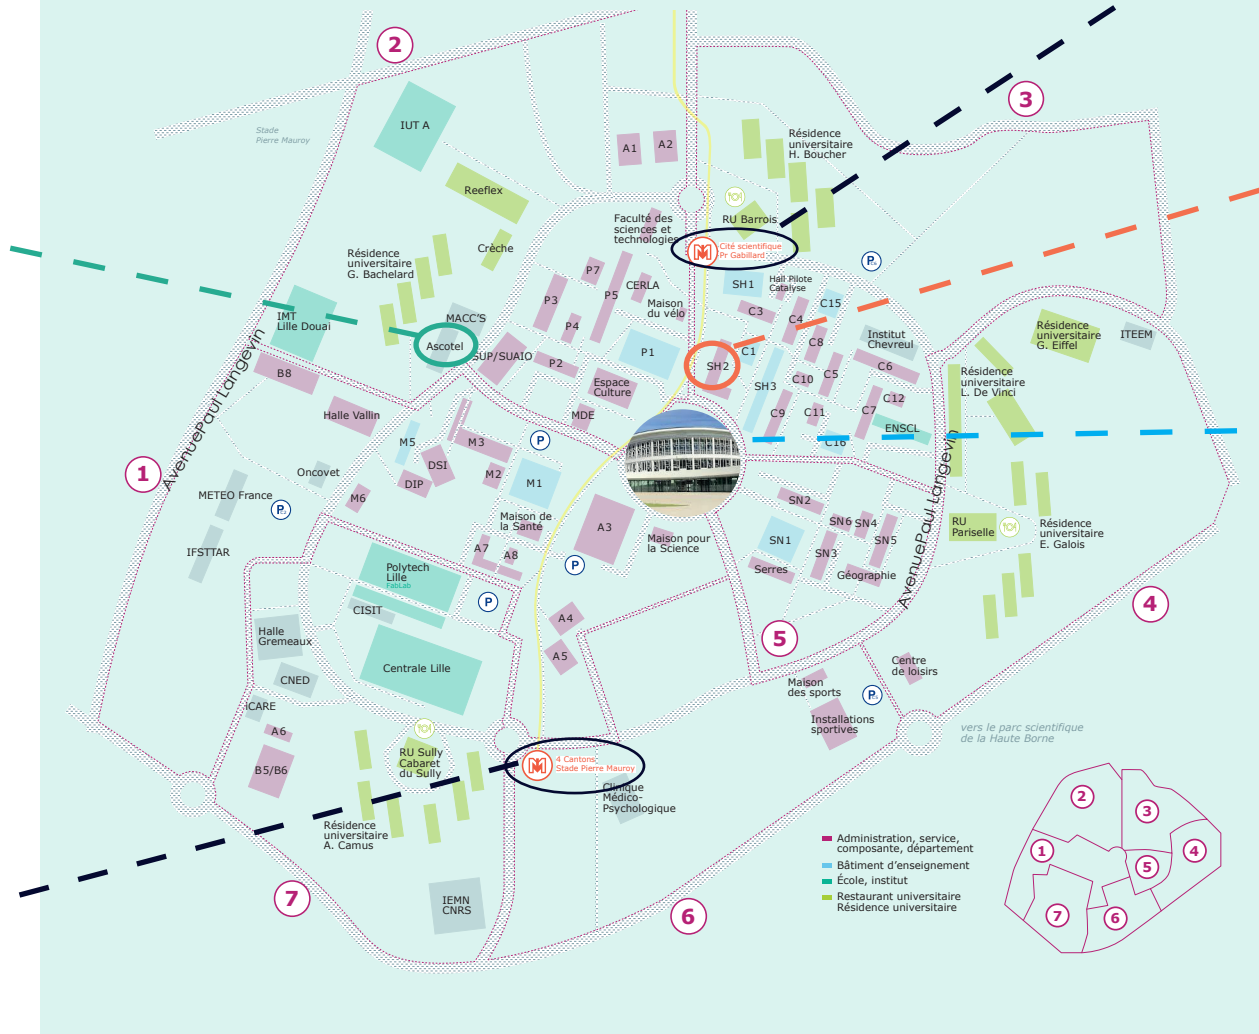 2
3
Stade
Pierre Mauroy
IUT A
A1
A2
Résidence
universitaire
H. Boucher
Reeflex
RU Barrois
Faculté des
sciences et
technologies
Cité scientifique
Pr Gabillard
Crèche
Résidence
universitaire
G. Bachelard
P7
P5
CERLA
P3
SH1
Hall Pilote
Catalyse
P
Maison
du vélo
C3
C4
C15
IMT
Lille Douai
MACC'S
P4
Ascotel
SUP/SUAIO
P2
P1
C1
C8
Institut
Chevreul
Résidence
universitaire
G. Eiffel
ITEEM
B8
Espace
Culture
SH2
SH3
C10
C5
C6
Résidence
universitaire
L. De Vinci
Avenue Paul Langevin
Halle Vallin
MDE
C9
C11
C7
C12
ENSCL
C16
M5
M3
P
1
Oncovet
DSI
DIP
M2
M1
METEO France
M6
P
Maison de
la Santé
A3
Maison pour
la Science
SN2
SN6
SN4
SN1
SN3
SN5
Serres
Géographie
Avenue Paul Langevin
RU
Pariselle
Résidence
universitaire
E. Galois
IFSTTAR
A7
A8
P
Polytech
Lille
FabLab
P
CISIT
A4
4
5
Halle
Gremeaux
Centrale Lille
A5
Centre
de loisirs
CNED
Maison
des sports
P
ICARE
Installations
sportives
A6
vers le parc scientifique
de la Haute Borne
RU Sully
Cabaret
du Sully
4 Cantons
Stade Pierre Mauroy
B5/B6
Clinique
Médico-
Psychologique
Résidence
universitaire
A. Camus
IEMN
CNRS
7
6
Administration, service,
composante, département
Bâtiment d'enseignement
École, institut
Restaurant universitaire
Résidence universitaire
2
3
1
4
5
7
6